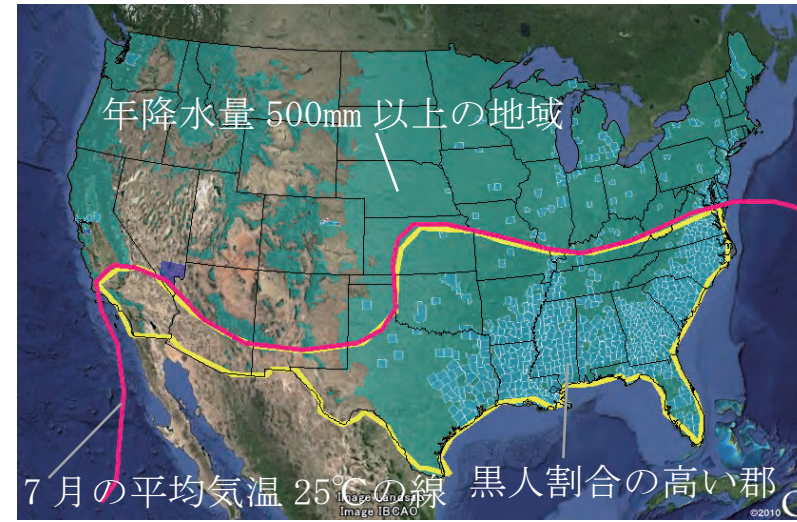 年降水量 500mm 以上の地域
7月の平均気温 25℃の線
黒人割合の高い郡
Image Landsat
Image IBCAO
©2010